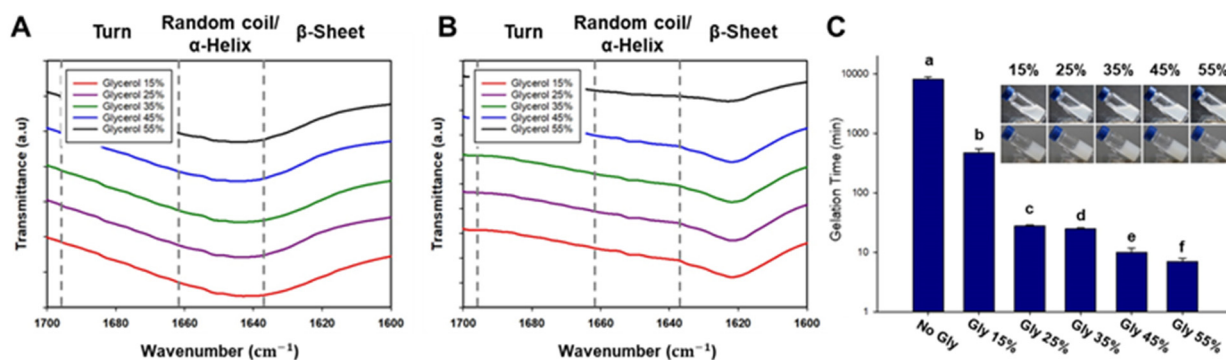 A
Turn
Random coil/
α-Helix
β-Sheet
Glycerol 15%
Glycerol 25%
Glycerol 35%
Glycerol 45%
Glycerol 55%
Transmittance (a.u)
1700
1680
1660
1640
1620
1600
Wavenumber (cm⁻¹)
B
Turn
Random coil/
α-Helix
β-Sheet
Glycerol 15%
Glycerol 25%
Glycerol 35%
Glycerol 45%
Glycerol 55%
Transmittance (a.u)
1700
1680
1660
1640
1620
1600
Wavenumber (cm⁻¹)
C
15% 25% 35% 45% 55%
a
b
c
d
e
f
10000
1000
100
10
1
Gelation Time (min)
No Gly
Gly 15%
Gly 25%
Gly 35%
Gly 45%
Gly 55%